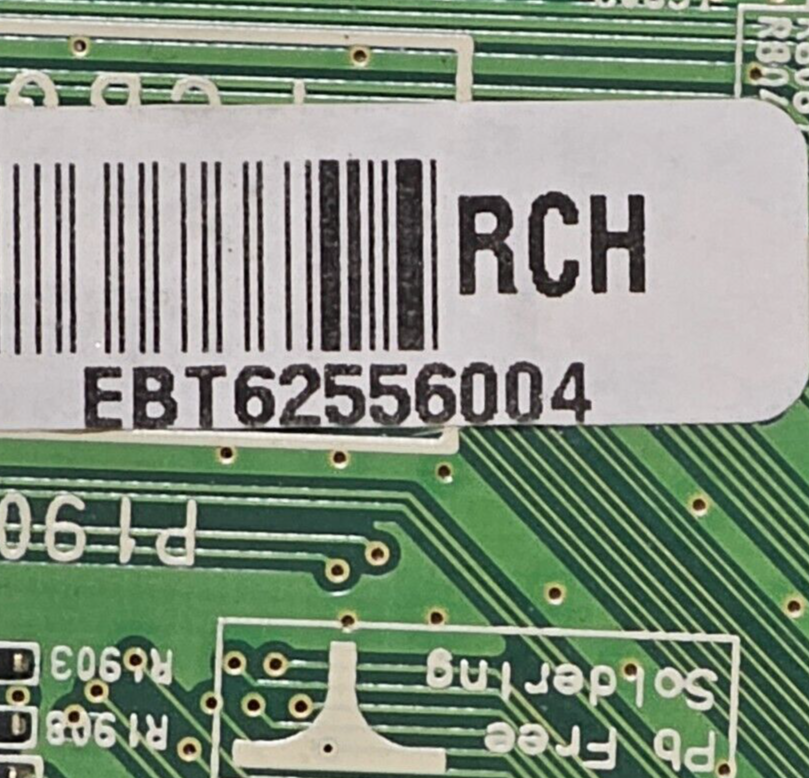 RCH
EBT62556004
P190
R1903
R1908
Pb Free
Soldering